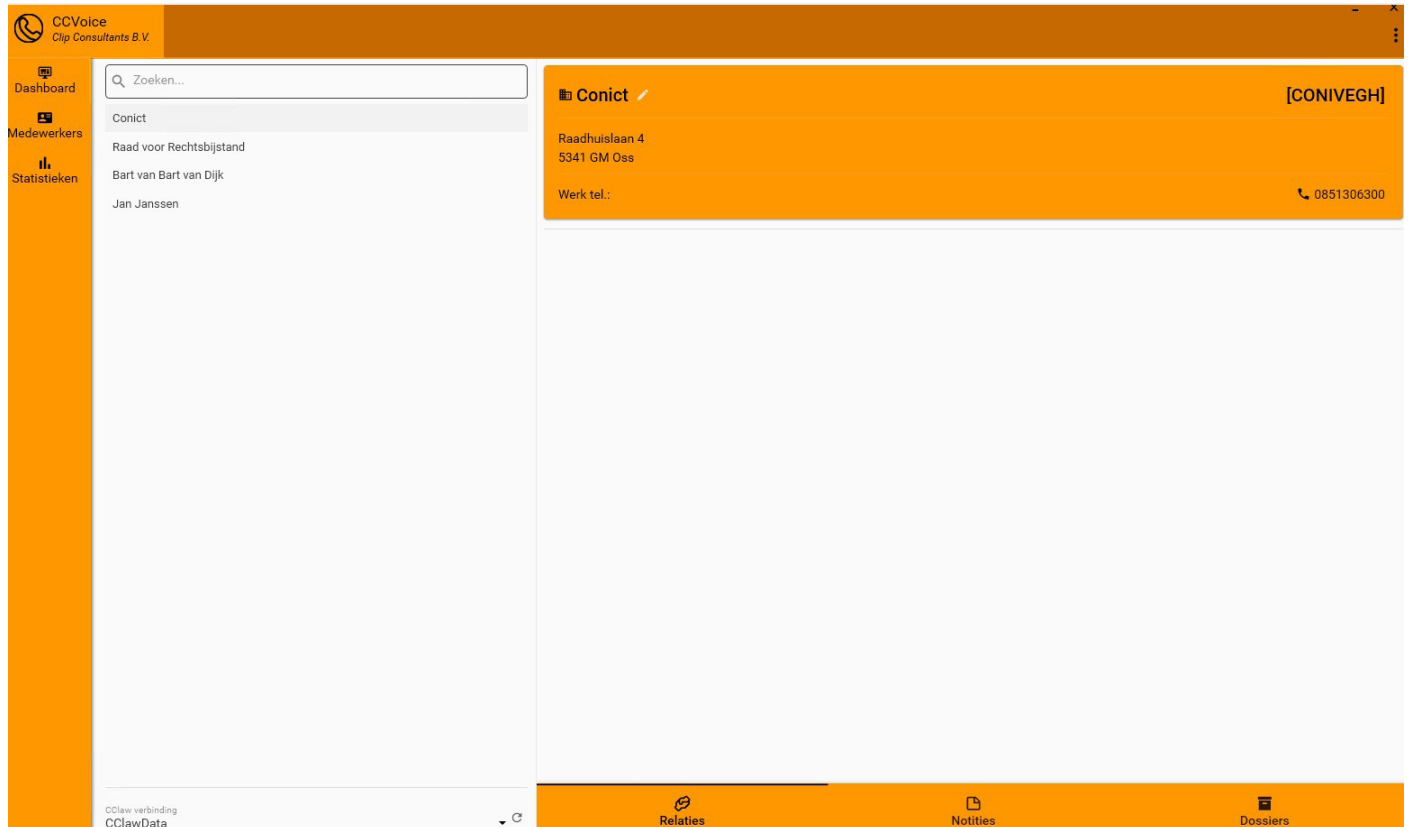 CCVoice
Clip Consultants B.V.
Dashboard
Medewerkers
Statistieken
Zoeken...
Conict
Raad voor Rechtsbijstand
Bart van Bart van Dijk
Jan Janssen
CClaw verbinding
CClawData
Conict [CONIVEGH]
Raadhuislaan 4
5341 GM Oss
Werk tel.: 0851306300
Relaties
Notities
Dossiers